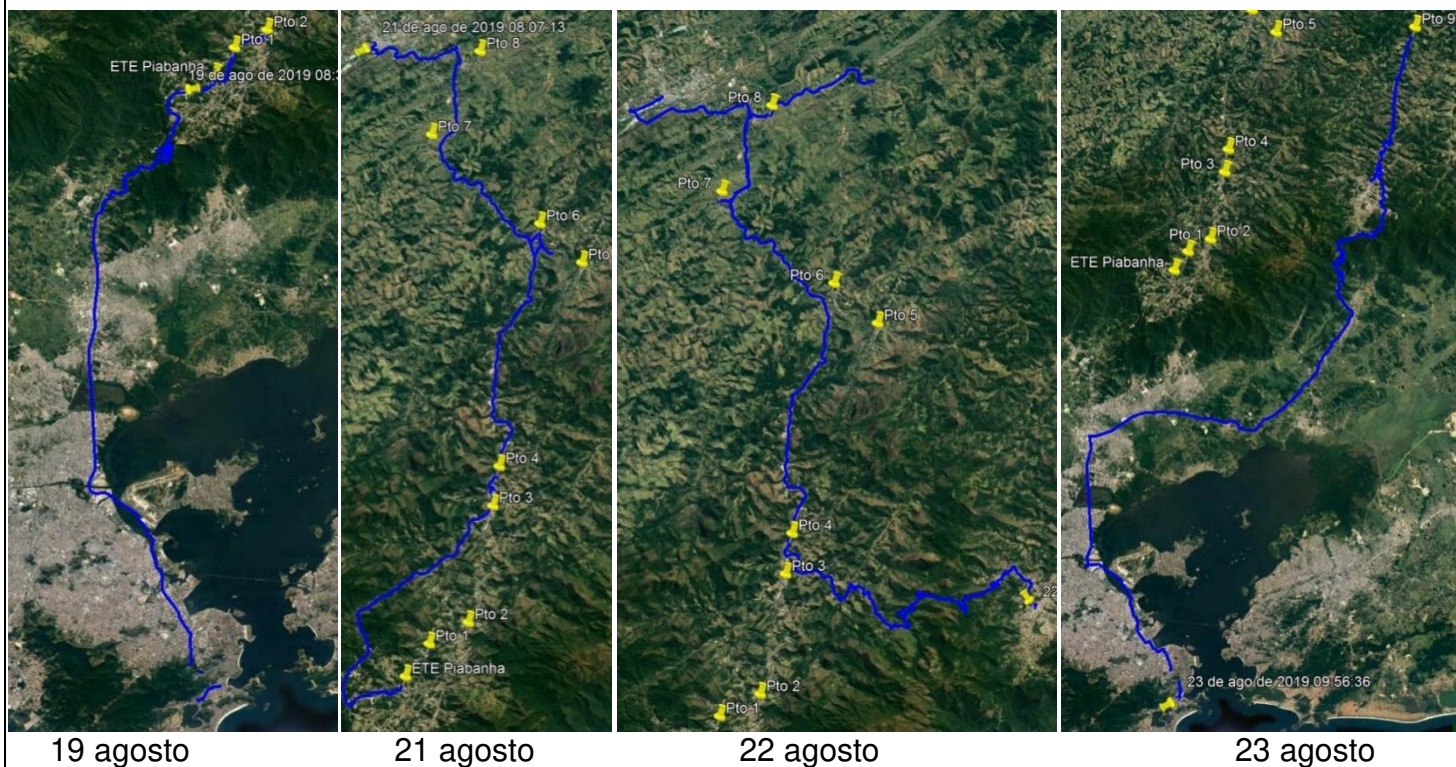 Pto 2
Pto 1
ETE Piabanha
19 de ago de 2019 08:3
21 de ago de 2019 08:07:13
Pto 8
Pto 7
Pto 6
Pto
Pto 4
Pto 3
Pto 2
Pto 1
ETE Piabanha
Pto 8
Pto 7
Pto 6
Pto 5
Pto 4
Pto 3
22
Pto 2
Pto 1
Pto 5
Pto 9
Pto 4
Pto 3
Pto 1
Pto 2
ETE Piabanha
23 de ago de 2019 09:56:36
19 agosto
21 agosto
22 agosto
23 agosto